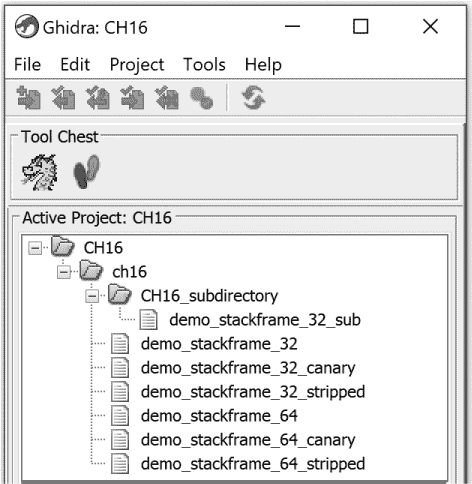 Ghidra: CH16
File Edit Project Tools Help
Tool Chest
Active Project: CH16
CH16
ch16
CH16_subdirectory
demo_stackframe_32_sub
demo_stackframe_32
demo_stackframe_32_canary
demo_stackframe_32_stripped
demo_stackframe_64
demo_stackframe_64_canary
demo_stackframe_64_stripped